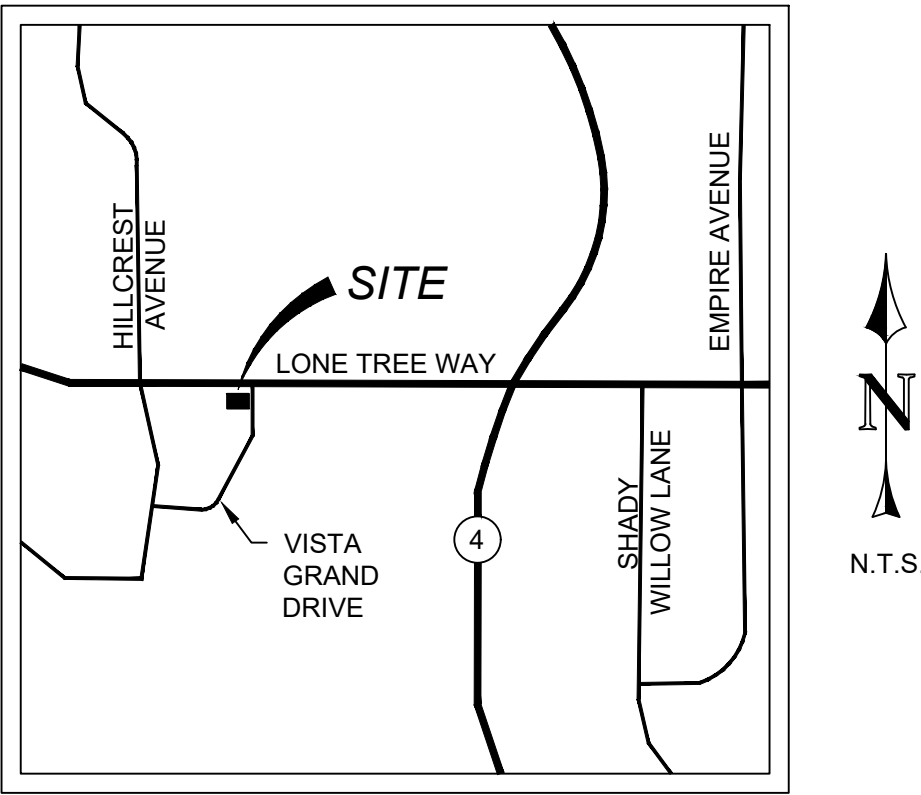 HILLCREST
AVENUE
SITE
EMPIRE AVENUE
LONE TREE WAY
N
N.T.S.
SHADY
WILLOW LANE
4
VISTA
GRAND
DRIVE